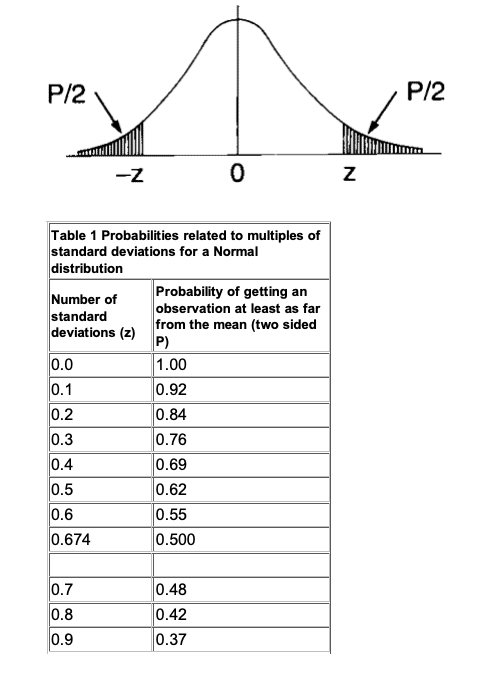 P/2 P/2
-z 0 z
Table 1 Probabilities related to multiples of
standard deviations for a Normal
distribution
Number of
standard
deviations (z)
Probability of getting an
observation at least as far
from the mean (two sided
P)
0.0 1.00
0.1 0.92
0.2 0.84
0.3 0.76
0.4 0.69
0.5 0.62
0.6 0.55
0.674 0.500
0.7 0.48
0.8 0.42
0.9 0.37